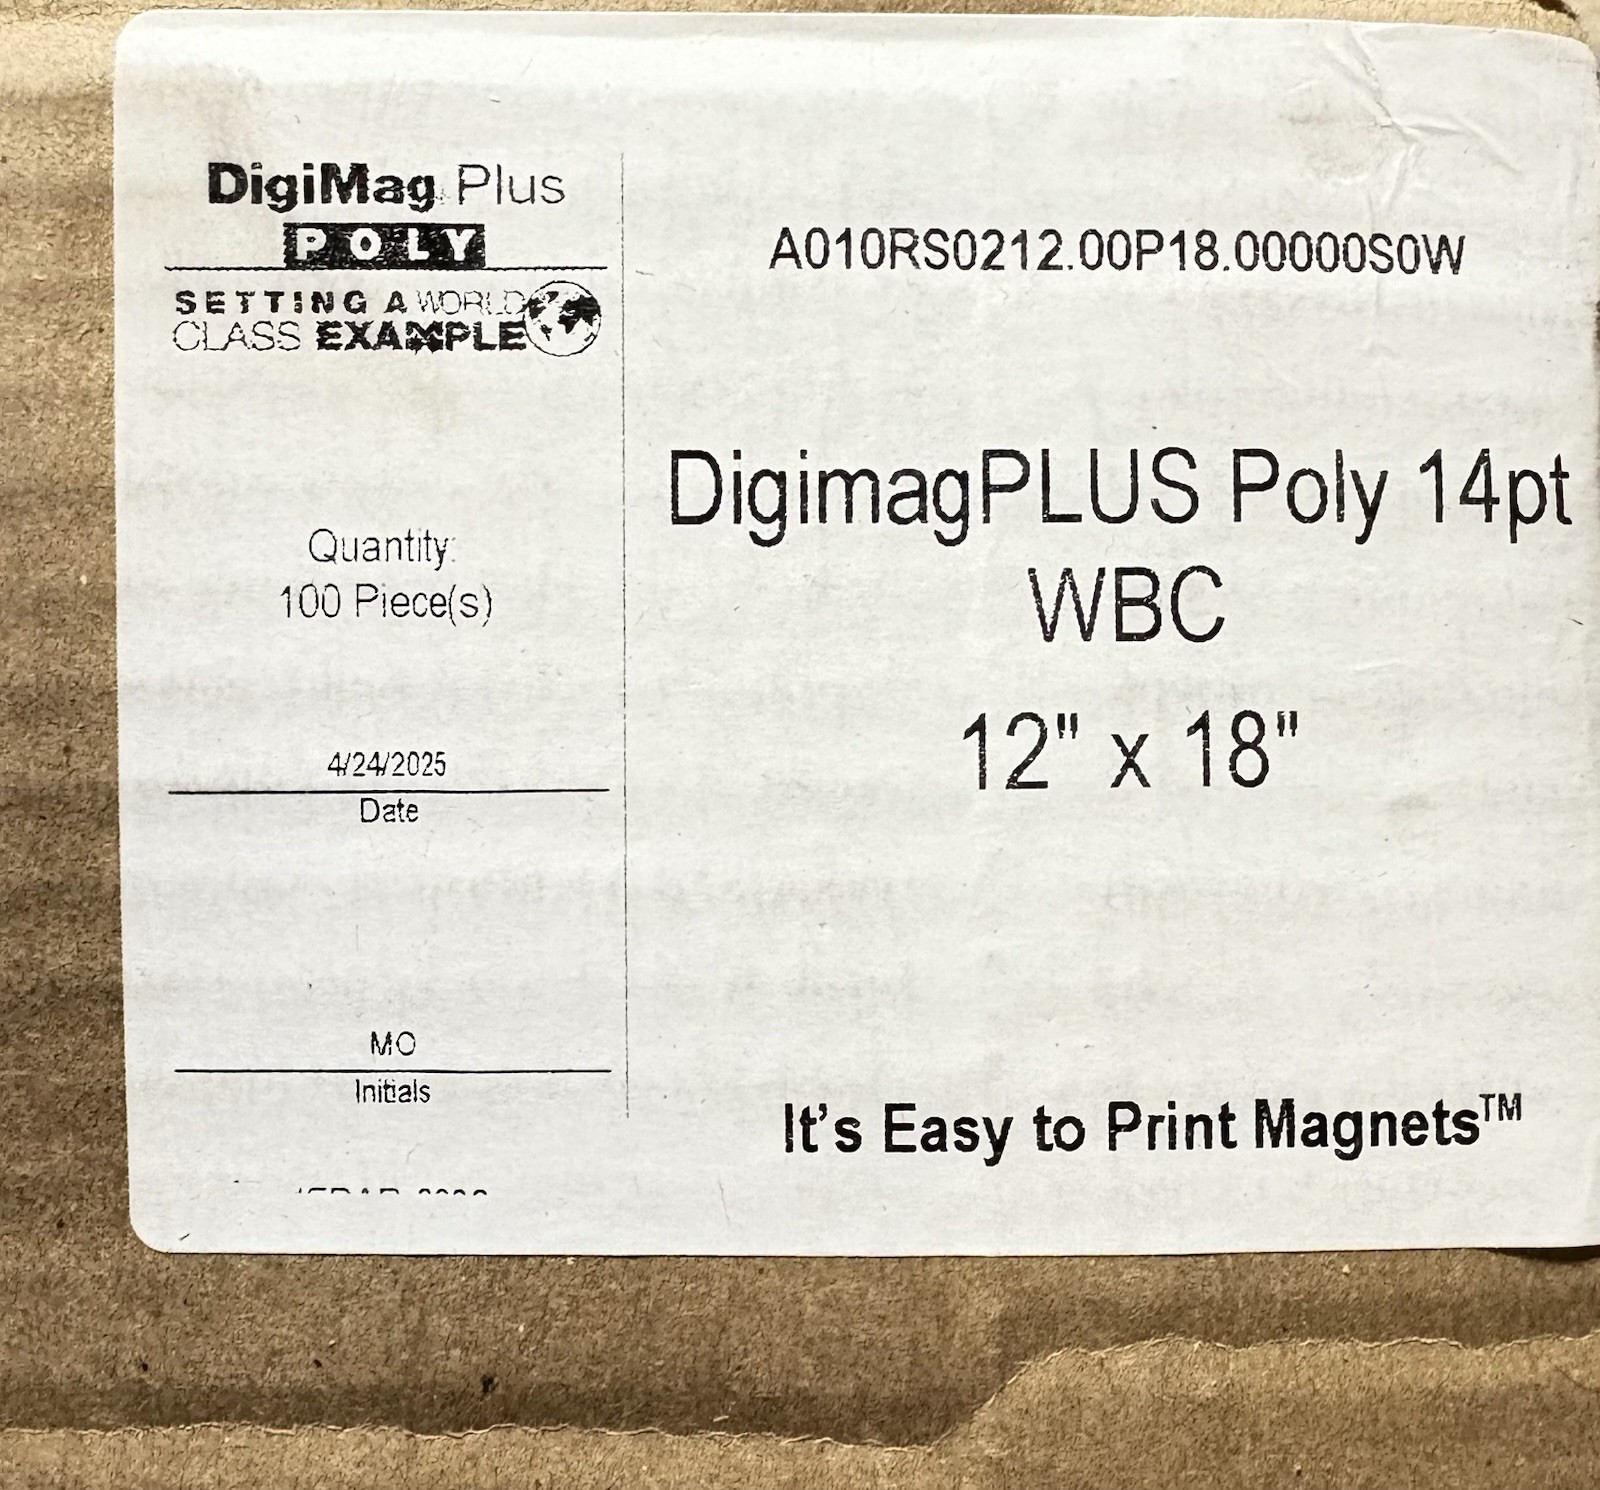 DigiMag Plus
POLY
SETTING A WORLD
CLASS EXAMPLE
Quantity:
100 Piece(s)
4/24/2025
Date
MO
Initials
A010RS0212.00P18.00000S0W
DigimagPLUS Poly 14pt
WBC
12" x 18"
It's Easy to Print Magnets™